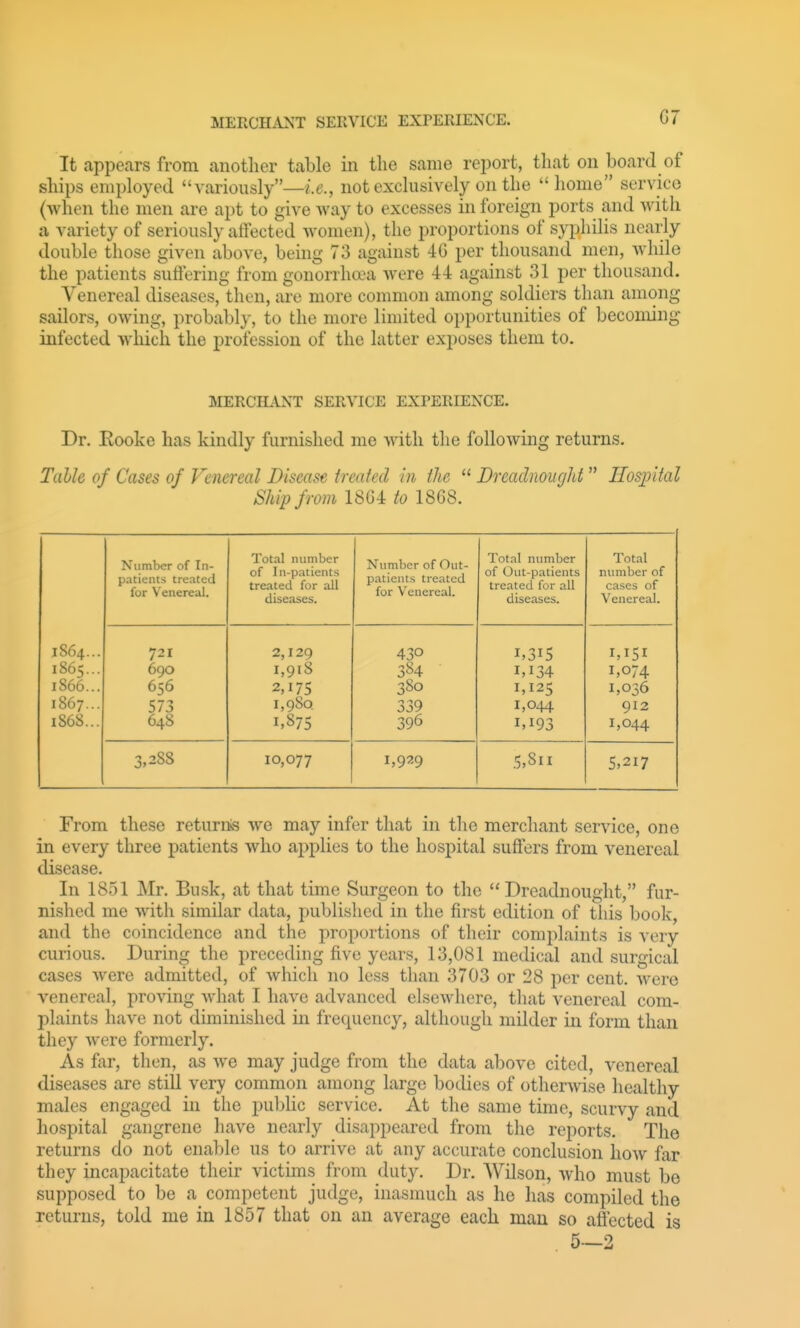 MERCHANT SERVICE EXPERIENCE. 67
It appears from another table in the same report, that on board of
ships employed “variously”—i.e., not exclusively on the “ home” service
(when the men are apt to give way to excesses in foreign ports and with
a variety of seriously affected women), the proportions of syphilis nearly
double those given above, being 73 against 46 per thousand men, while
the patients suffering from gonorrhœa were 44 against 31 per thousand.
Venereal diseases, then, are more common among soldiers than among
sailors, owing, probably, to the more limited opportunities of becoming
infected which the profession of the latter exposes them to.
MERCHANT SERVICE EXPERIENCE.
Dr. Rooke has kindly furnished me with the following returns.
Table of Cases of Venereal Disease treated in the “ Dreadnought ” Hospital
Ship from 1864 to 1868.
Number of In-patients treated for Venereal. Total number of In-patients treated for all diseases. Number of Out-patients treated for Venereal. Total number of Out-patients treated for all diseases. Total number of cases of Venereal.
1864... 721 2,129 430 1,315 1,151
1865... 690 1,918 384 1,134 1,074
1866... 656 2,175 380 1,125 1,036
1867... 573 1,980 339 1,044 912
1868... 648 1,875 396 1,193 1,044
3,288 10,077 1,929 5,811 5,217
From these returns we may infer that in the merchant service, one
in every three patients who applies to the hospital suffers from venereal
disease.
In 1851 Mr. Busk, at that time Surgeon to the “ Dreadnought,” fur-
nished me with similar data, published in the first edition of this book,
and the coincidence and the proportions of their complaints is very
curious. During the preceding five years, 13,081 medical and surgical
cases were admitted, of which no less than 3703 or 28 per cent. were
venereal, proving what I have advanced elsewhere, that venereal com-
plaints have not diminished in frequency, although milder in form than
they were formerly.
As far, then, as we may judge from the data above cited, venereal
diseases are still very common among large bodies of otherwise healthy
males engaged in the public service. At the same time, scurvy and
hospital gangrene have nearly disappeared from the reports. The
returns do not enable us to arrive at any accurate conclusion how far
they incapacitate their victims from duty. Dr. Wilson, who must be
supposed to be a competent judge, inasmuch as he has compiled the
returns, told me in 1857 that on an average each man so affected is
5—2